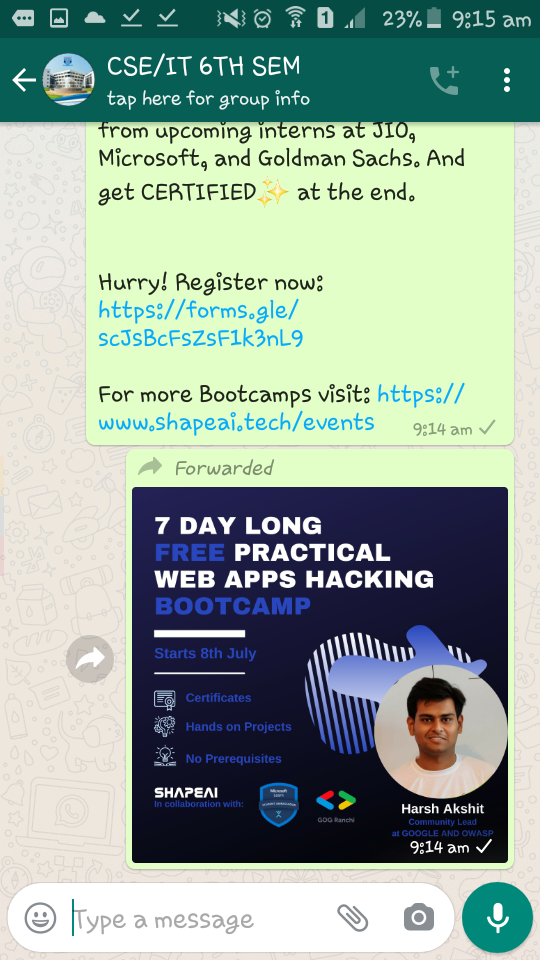 23% 9:15 am
CSE/IT 6TH SEM
tap here for group info
from upcoming interns at JIO,
Microsoft, and Goldman Sachs. And
get CERTIFIED✨ at the end.
Hurry! Register now:
https://forms.gle/
scJsBcFsZsF1k3nL9
For more Bootcamps visit: https://
www.shapeai.tech/events
9:14 am
Forwarded
7 DAY LONG
FREE PRACTICAL
WEB APPS HACKING
BOOTCAMP
Starts 8th July
Certificates
Hands on Projects
No Prerequisites
SHAPEAI
In collaboration with:
Microsoft
GDG Ranchi
Harsh Akshit
Community Lead
at GOOGLE AND OWASP
9:14 am
Type a message